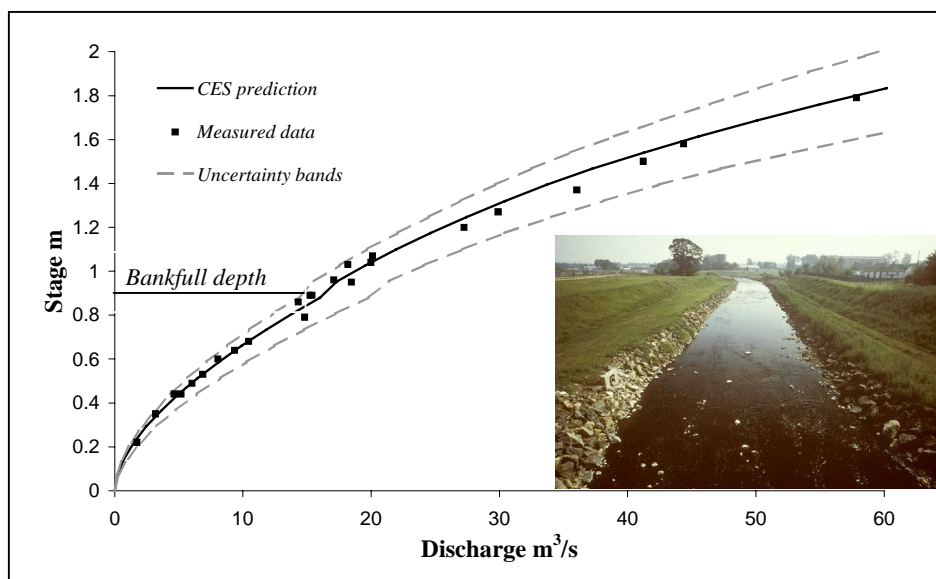 2
1.8
1.6
1.4
1.2
1
0.8
0.6
0.4
0.2
0
Stage m
CES prediction
Measured data
Uncertainty bands
Bankfull depth
0 10 20 30 40 50 60
Discharge m³/s